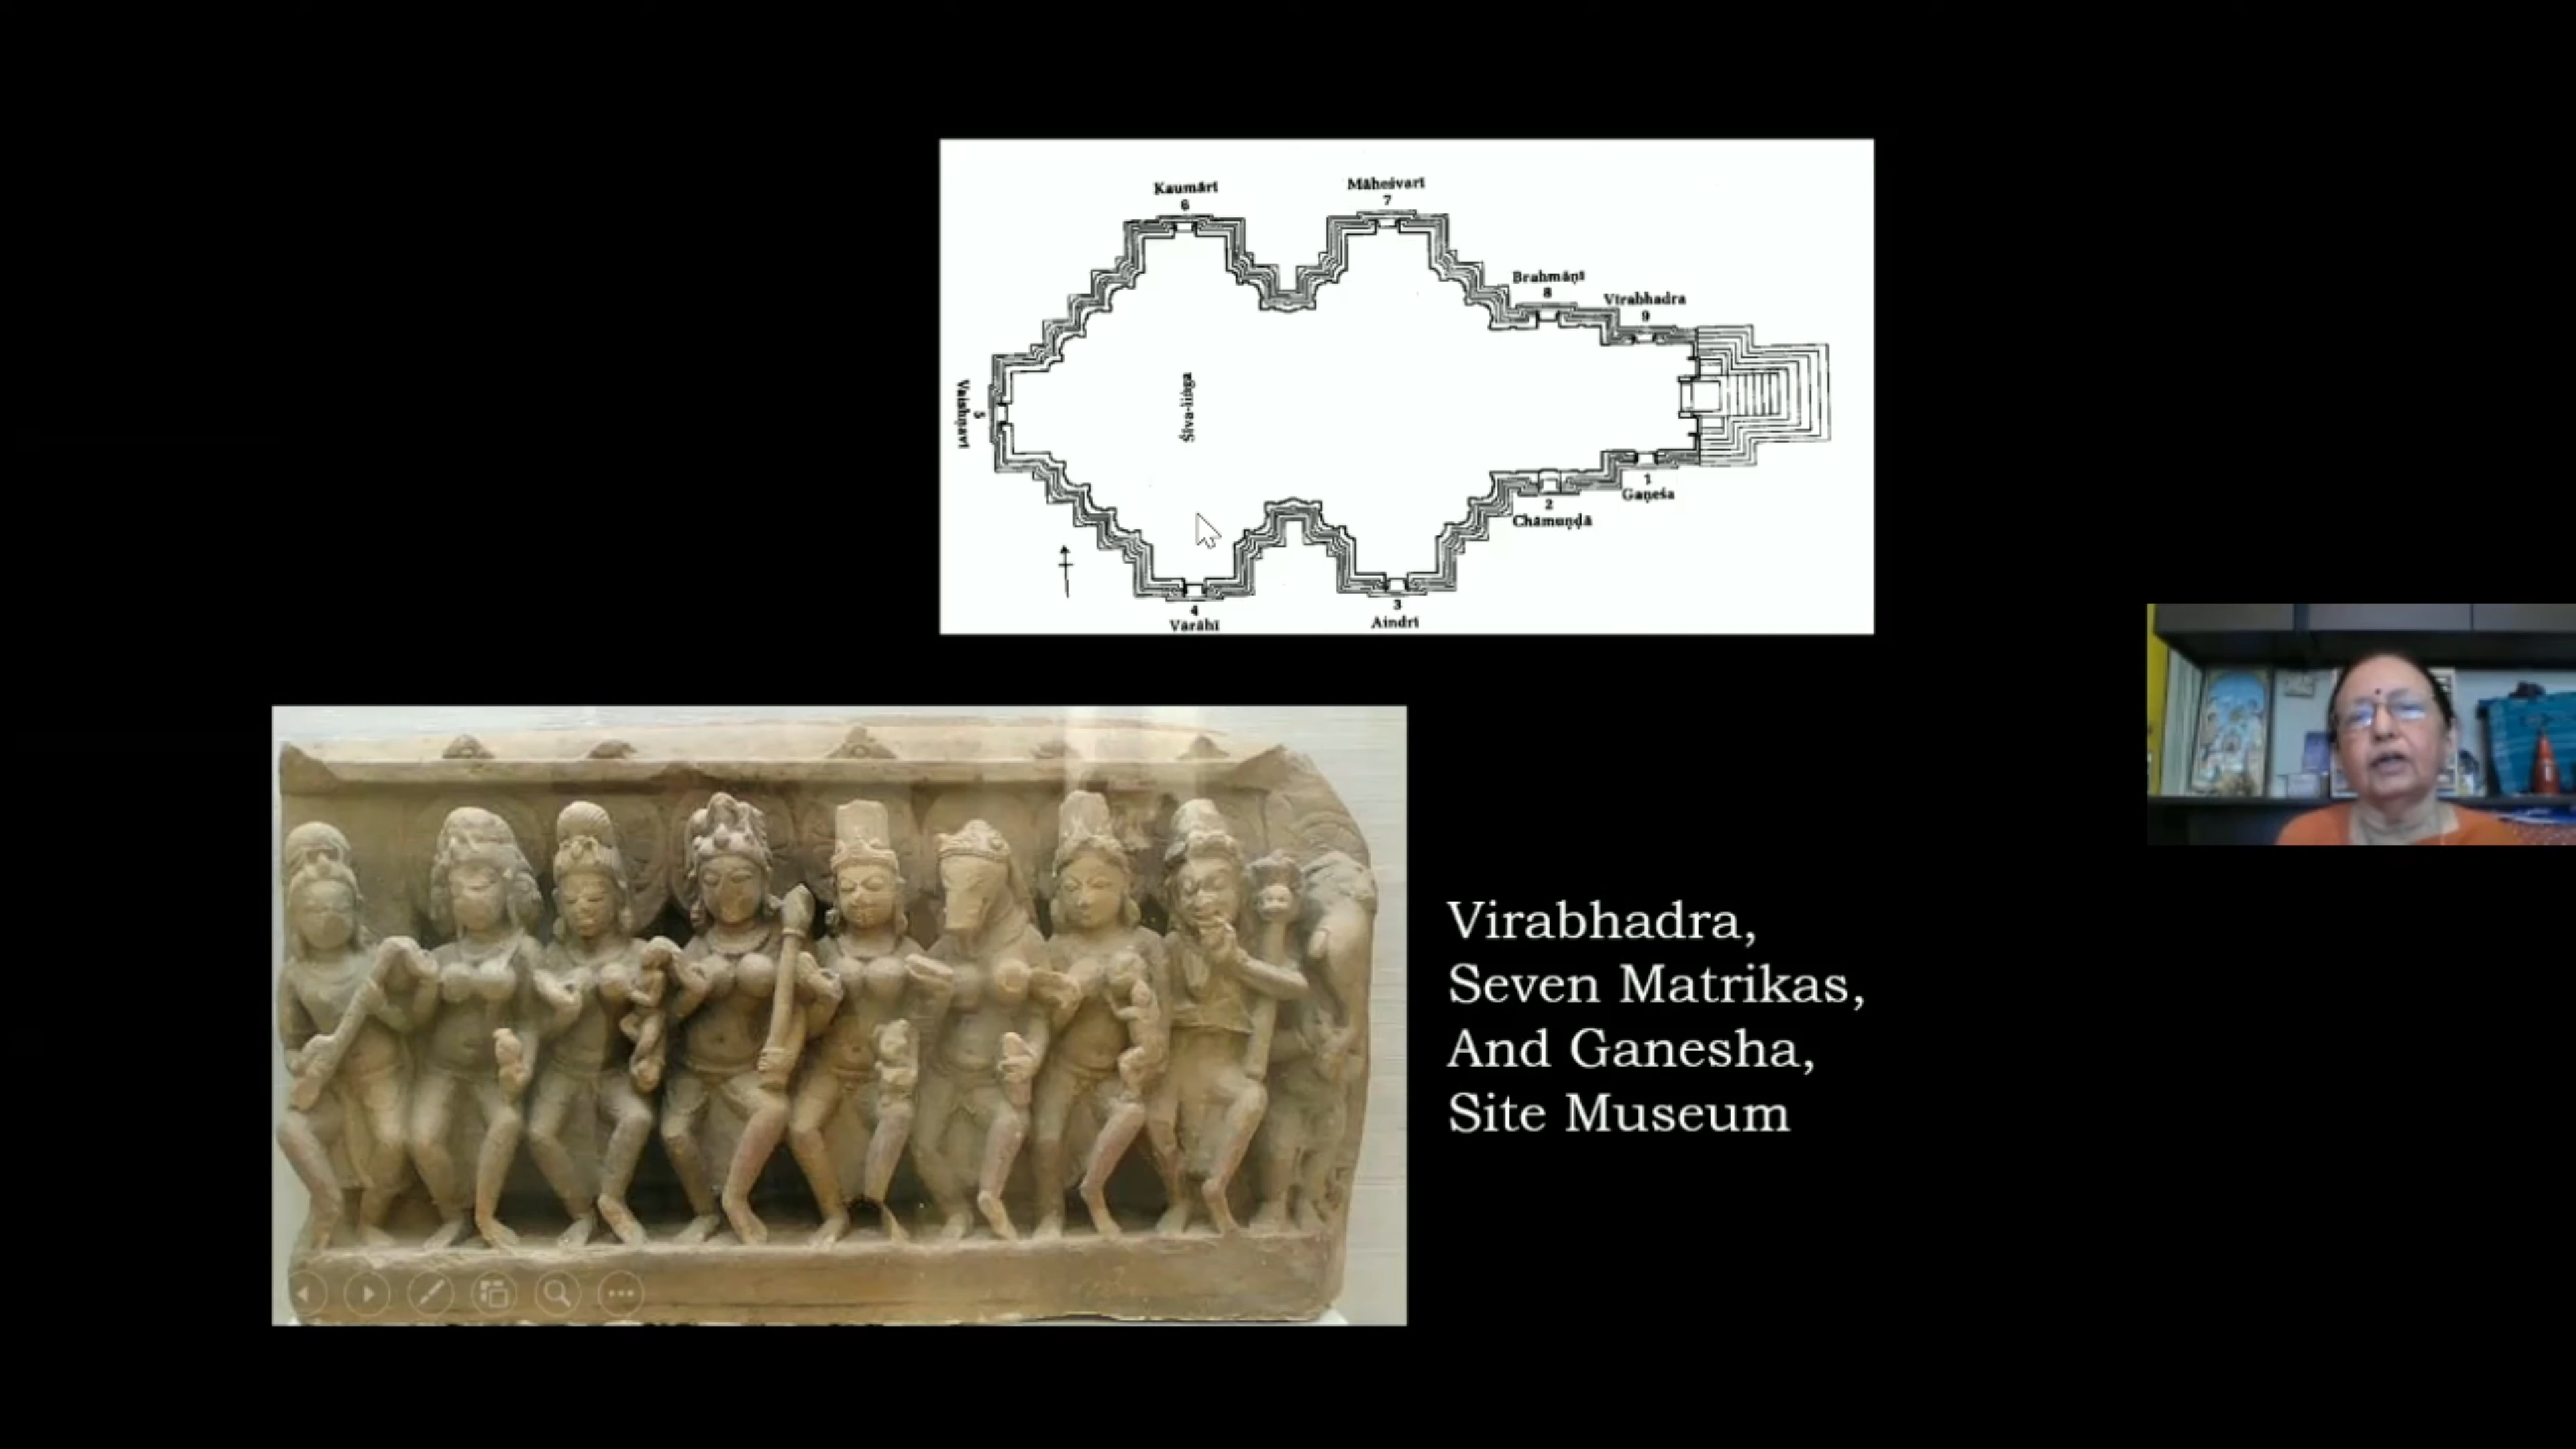 Kaumārī
6
Māheśvarī
7
Brahmāṇī
8
Vīrabhadra
9
Vaishṇavī
5
Śiva-liṅga
1
Gaṇeśa
2
Chāmuṇḍā
4
Vārāhī
3
Aindrī
Virabhadra,
Seven Matrikas,
And Ganesha,
Site Museum